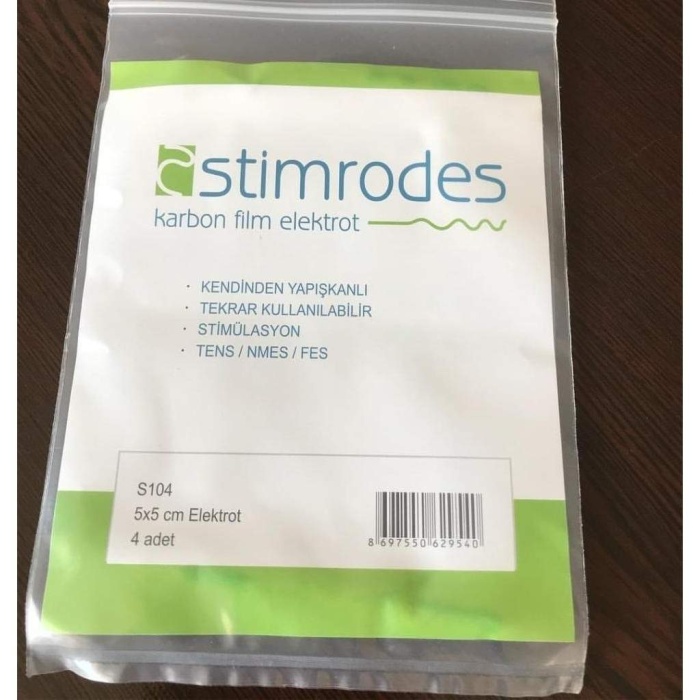 stimrodes
karbon film elektrot
· KENDİNDEN YAPIŞKANLI
· TEKRAR KULLANILABİLİR
· STİMÜLASYON
· TENS / NMES / FES
S104
5x5 cm Elektrot
4 adet
8 697550 629540